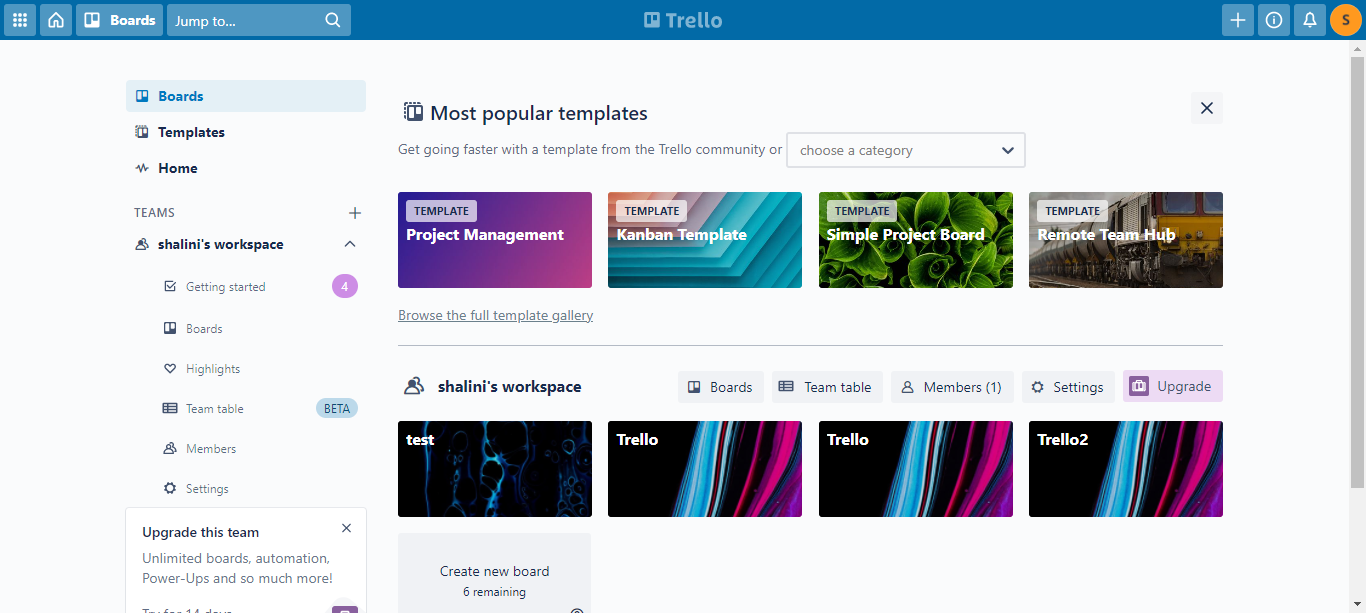 Boards
Jump to...
Trello
S
Boards
Templates
Home
TEAMS
shalini's workspace
Getting started
4
Boards
Highlights
Team table
BETA
Members
Settings
Upgrade this team
Unlimited boards, automation,
Power-Ups and so much more!
Try for 14 days
Most popular templates
Get going faster with a template from the Trello community or
choose a category
TEMPLATE
Project Management
TEMPLATE
Kanban Template
TEMPLATE
Simple Project Board
TEMPLATE
Remote Team Hub
Browse the full template gallery
shalini's workspace
Boards
Team table
Members (1)
Settings
Upgrade
test
Trello
Trello
Trello2
Create new board
6 remaining